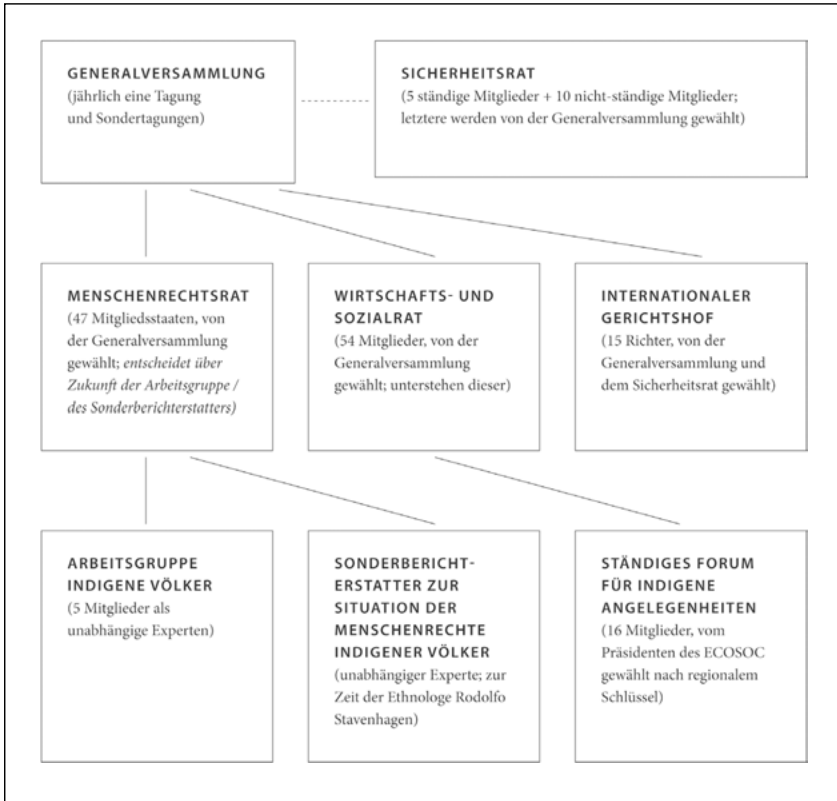 GENERALVERSAMMLUNG
(jährlich eine Tagung
und Sondertagungen)
SICHERHEITSRAT
(5 ständige Mitglieder + 10 nicht-ständige Mitglieder;
letztere werden von der Generalversammlung gewählt)
MENSCHENRECHTSRAT
(47 Mitgliedsstaaten, von
der Generalversammlung
gewählt; entscheidet über
Zukunft der Arbeitsgruppe /
des Sonderberichterstatters)
WIRTSCHAFTS- UND
SOZIALRAT
(54 Mitglieder, von der
Generalversammlung
gewählt; unterstehen dieser)
INTERNATIONALER
GERICHTSHOF
(15 Richter, von der
Generalversammlung und
dem Sicherheitsrat gewählt)
ARBEITSGRUPPE
INDIGENE VÖLKER
(5 Mitglieder als
unabhängige Experten)
SONDERBERICHT-
ERSTATTER ZUR
SITUATION DER
MENSCHENRECHTE
INDIGENER VÖLKER
(unabhängiger Experte; zur
Zeit der Ethnologe Rodolfo
Stavenhagen)
STÄNDIGES FORUM
FÜR INDIGENE
ANGELEGENHEITEN
(16 Mitglieder, vom
Präsidenten des ECOSOC
gewählt nach regionalem
Schlüssel)